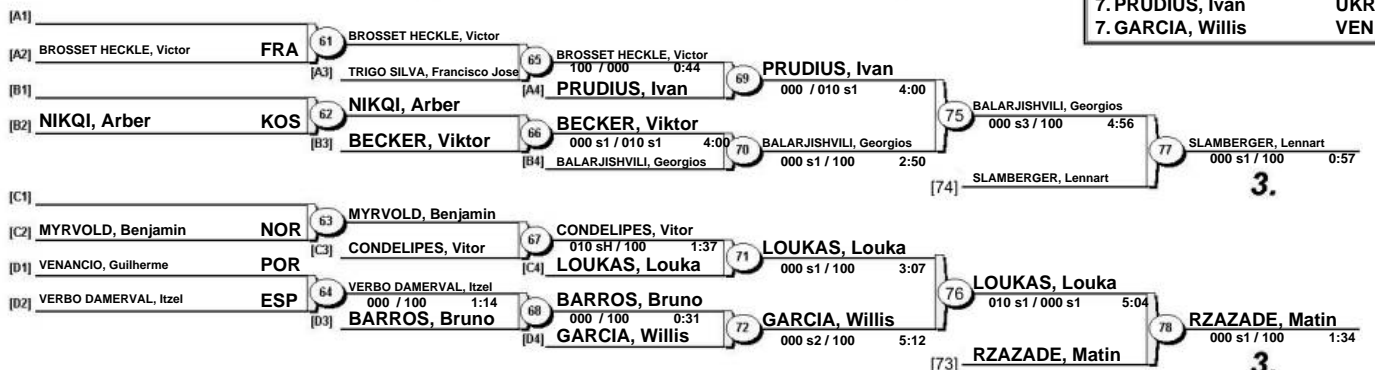 7. PRUDIUS, Ivan UKR
7. GARCIA, Willis VEN
[A1]
[A2] BROSSET HECKLE, Victor FRA
61 BROSSET HECKLE, Victor
[A3] TRIGO SILVA, Francisco Jose
65 BROSSET HECKLE, Victor
100 / 000 0:44
[A4] PRUDIUS, Ivan
69 PRUDIUS, Ivan
000 / 010 s1 4:00
[B1]
[B2] NIKQI, Arber KOS
62 NIKQI, Arber
[B3] BECKER, Viktor
66 BECKER, Viktor
000 s1 / 010 s1 4:00
[B4] BALARJISHVILI, Georgios
70 BALARJISHVILI, Georgios
000 s1 / 100 2:50
75 BALARJISHVILI, Georgios
000 s3 / 100 4:56
[74] SLAMBERGER, Lennart
77 SLAMBERGER, Lennart
000 s1 / 100 0:57
3.
[C1]
[C2] MYRVOLD, Benjamin NOR
63 MYRVOLD, Benjamin
[C3] CONDELIPES, Vitor
67 CONDELIPES, Vitor
010 sH / 100 1:37
[C4] LOUKAS, Louka
71 LOUKAS, Louka
000 s1 / 100 3:07
[D1] VENANCIO, Guilherme POR
[D2] VERBO DAMERVAL, Itzel ESP
64 VERBO DAMERVAL, Itzel
000 / 100 1:14
[D3] BARROS, Bruno
68 BARROS, Bruno
000 / 100 0:31
[D4] GARCIA, Willis
72 GARCIA, Willis
000 s2 / 100 5:12
76 LOUKAS, Louka
010 s1 / 000 s1 5:04
[73] RZAZADE, Matin
78 RZAZADE, Matin
000 s1 / 100 1:34
3.